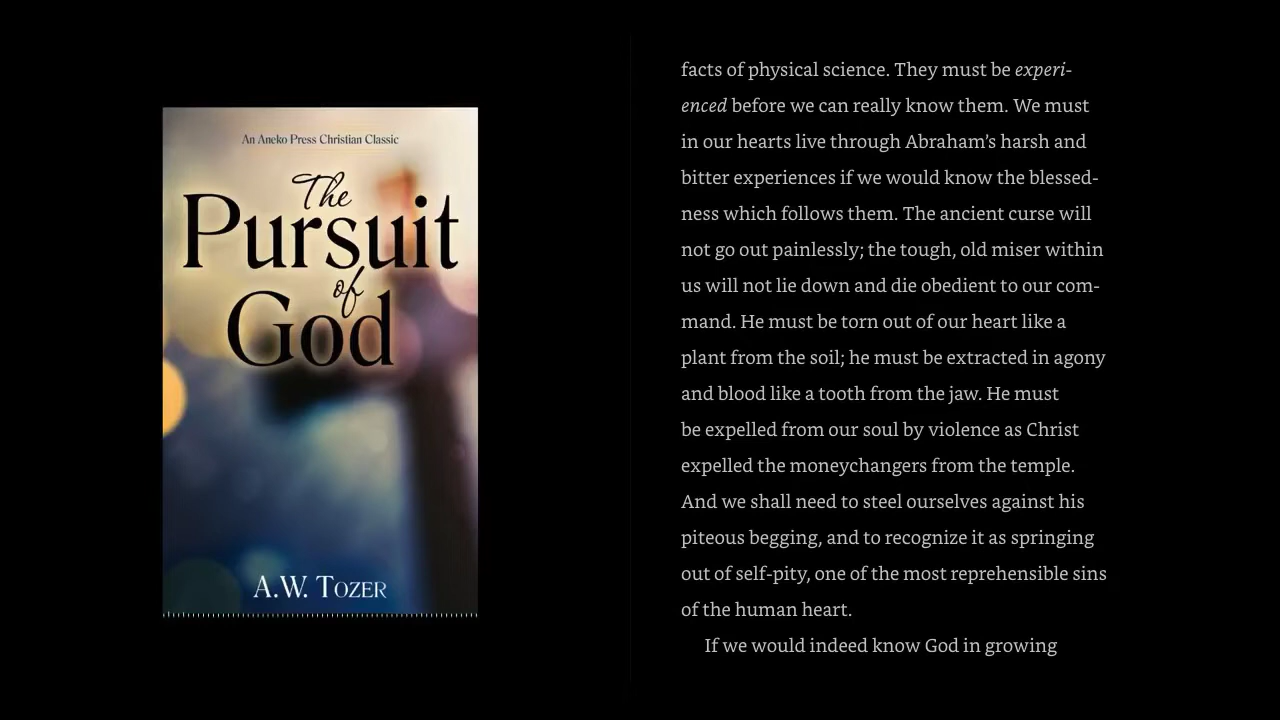 An Aneko Press Christian Classic
The
Pursuit
of
God
A.W. Tozer
facts of physical science. They must be experi-
enced before we can really know them. We must
in our hearts live through Abraham’s harsh and
bitter experiences if we would know the blessed-
ness which follows them. The ancient curse will
not go out painlessly; the tough, old miser within
us will not lie down and die obedient to our com-
mand. He must be torn out of our heart like a
plant from the soil; he must be extracted in agony
and blood like a tooth from the jaw. He must
be expelled from our soul by violence as Christ
expelled the moneychangers from the temple.
And we shall need to steel ourselves against his
piteous begging, and to recognize it as springing
out of self-pity, one of the most reprehensible sins
of the human heart.
If we would indeed know God in growing